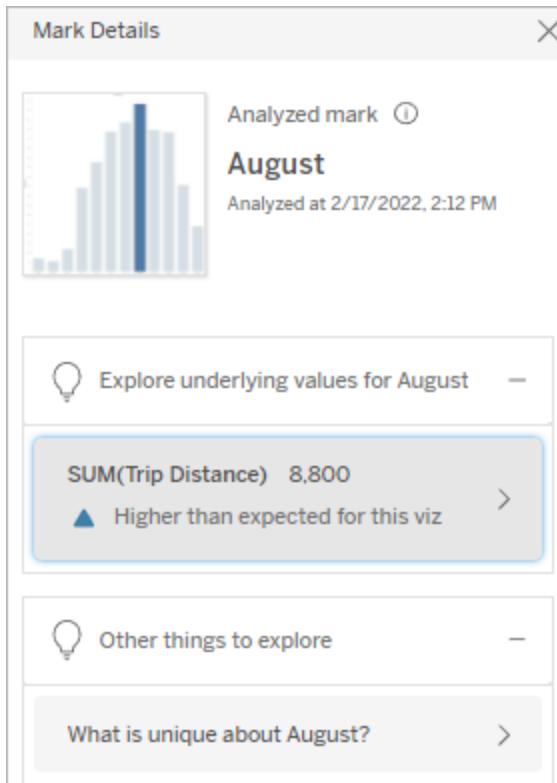 Mark Details
Analyzed mark
August
Analyzed at 2/17/2022, 2:12 PM
Explore underlying values for August
SUM(Trip Distance) 8,800
Higher than expected for this viz
Other things to explore
What is unique about August?